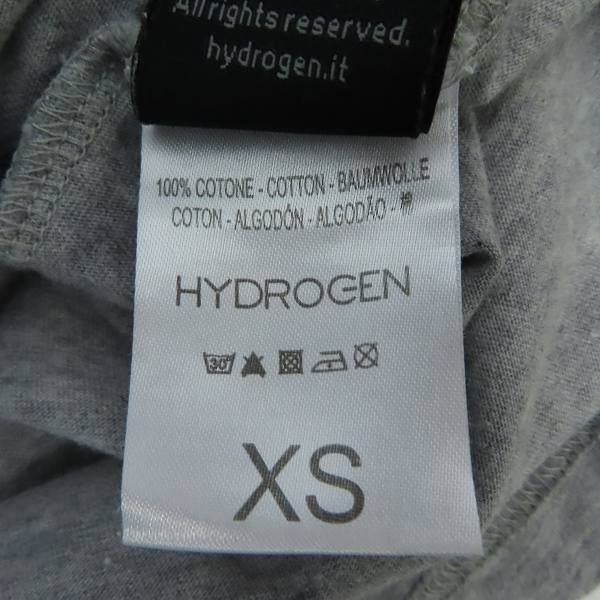 All rights reserved.
hydrogen.it
100% COTONE - COTTON - BAUMWOLLE
COTON - ALGODÓN - ALGODÃO - 棉
HYDROGEN
30°
XS